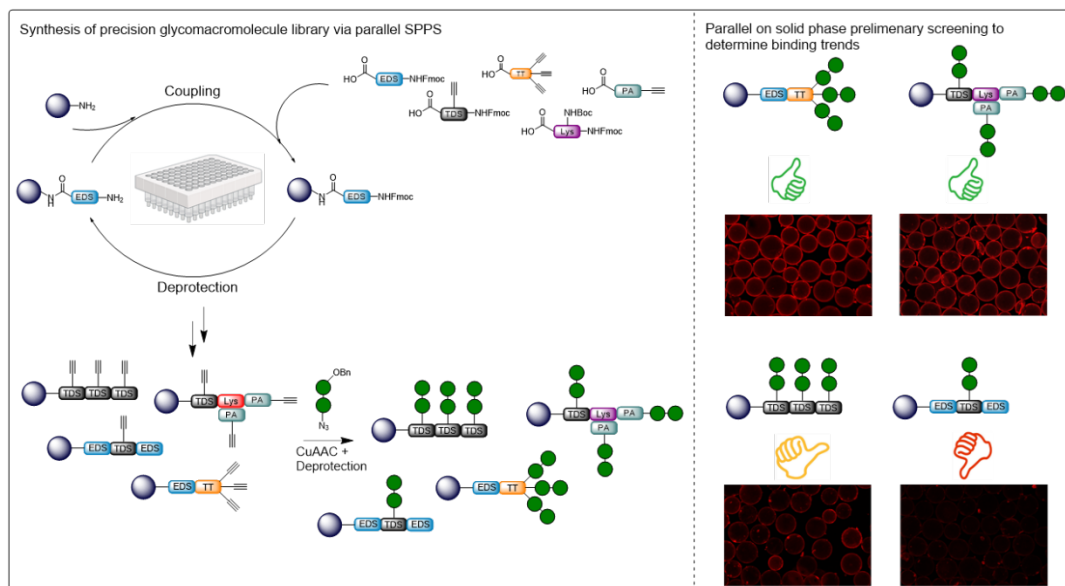 Synthesis of precision glycomacromolecule library via parallel SPPS
Coupling
NH2
O
N
H
EDS
NH2
HO
O
EDS
NHFmoc
HO
O
TT
HO
O
TDS
NHFmoc
HO
O
PA
NHBoc
HO
O
Lys
NHFmoc
O
N
H
EDS
NHFmoc
Deprotection
TDS TDS TDS
TDS Lys PA
PA
EDS TDS EDS
EDS TT
OBn
N3
CuAAC +
Deprotection
TDS TDS TDS
TDS Lys PA
PA
EDS TT
EDS TDS EDS
Parallel on solid phase prelimenary screening to
determine binding trends
EDS TT
TDS Lys PA
PA
TDS TDS TDS
EDS TDS EDS